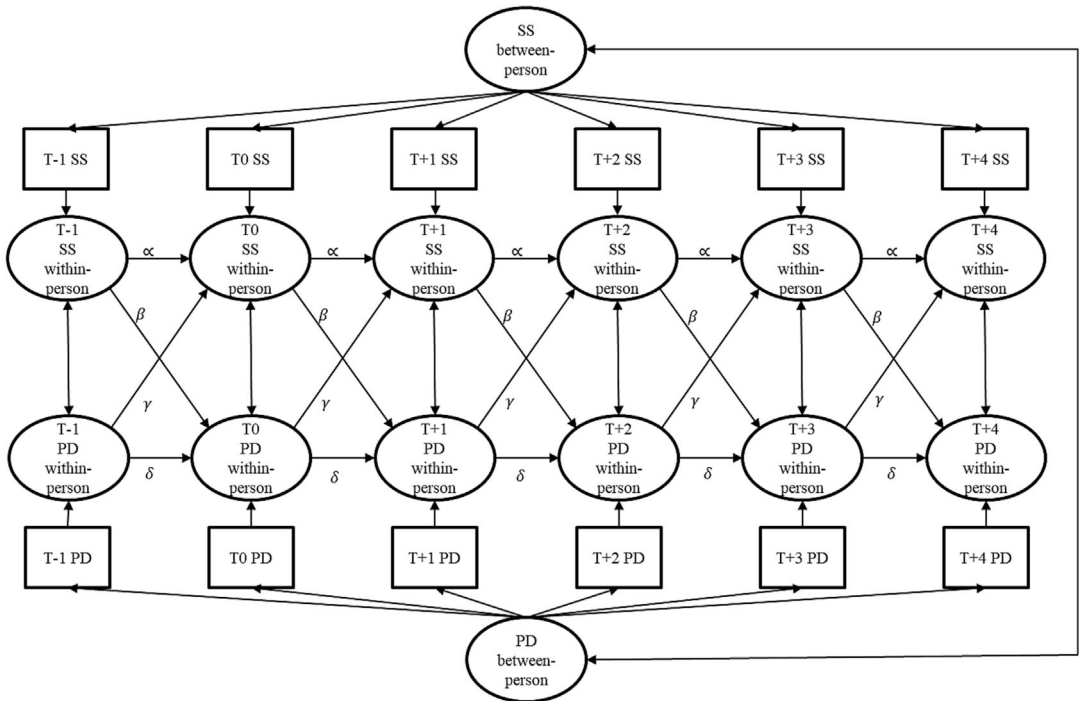 SS
between-
person
T-1 SS
T0 SS
T+1 SS
T+2 SS
T+3 SS
T+4 SS
T-1
SS
within-
person
∝
T0
SS
within-
person
∝
T+1
SS
within-
person
∝
T+2
SS
within-
person
∝
T+3
SS
within-
person
∝
T+4
SS
within-
person
β
β
β
β
β
γ
γ
γ
γ
γ
T-1
PD
within-
person
δ
T0
PD
within-
person
δ
T+1
PD
within-
person
δ
T+2
PD
within-
person
δ
T+3
PD
within-
person
δ
T+4
PD
within-
person
T-1 PD
T0 PD
T+1 PD
T+2 PD
T+3 PD
T+4 PD
PD
between-
person